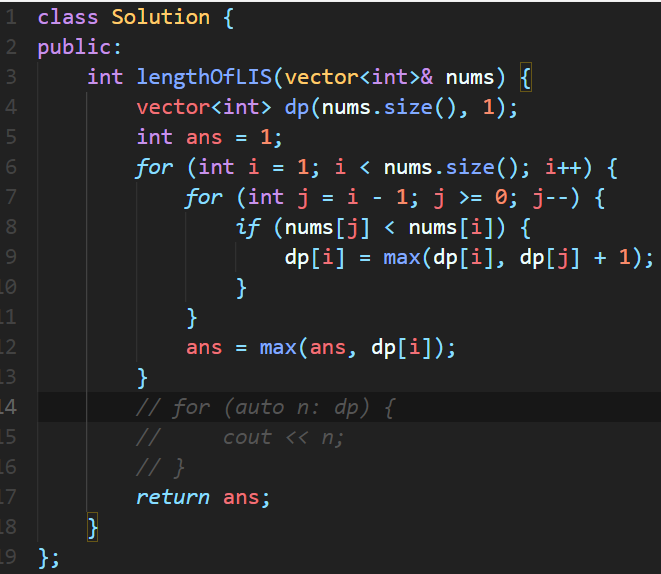 1 class Solution {
2 public:
3     int lengthOfLIS(vector<int>& nums) {
4         vector<int> dp(nums.size(), 1);
5         int ans = 1;
6         for (int i = 1; i < nums.size(); i++) {
7             for (int j = i - 1; j >= 0; j--) {
8                 if (nums[j] < nums[i]) {
9                     dp[i] = max(dp[i], dp[j] + 1);
10                 }
11             }
12             ans = max(ans, dp[i]);
13         }
14         // for (auto n: dp) {
15         //     cout << n;
16         // }
17         return ans;
18     }
19 };